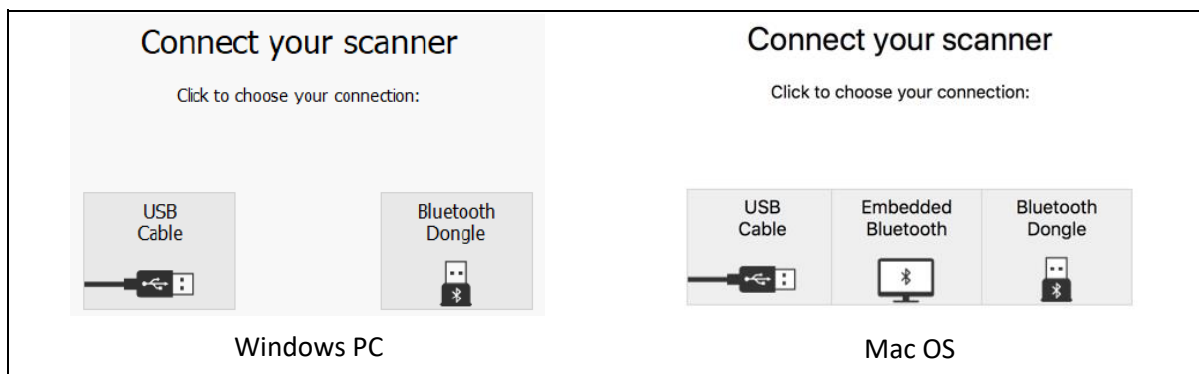 Connect your scanner
Click to choose your connection:
USB
Cable
Bluetooth
Dongle
Windows PC
Connect your scanner
Click to choose your connection:
USB
Cable
Embedded
Bluetooth
Bluetooth
Dongle
Mac OS